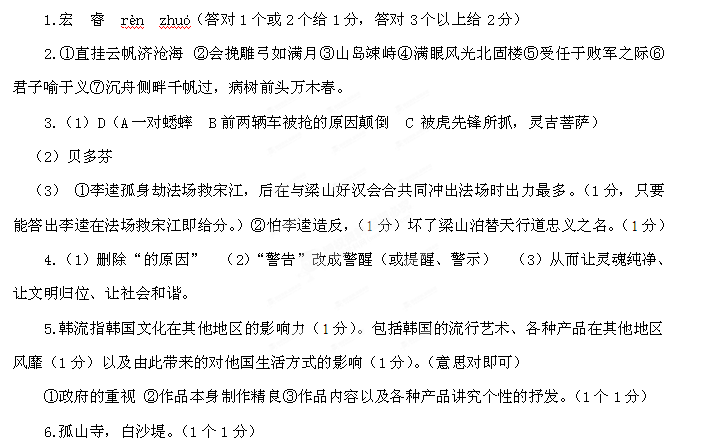 1.宏　睿　rèn　zhuó（答对1个或2个给1分，答对3个以上给2分）
2.①直挂云帆济沧海 ②会挽雕弓如满月③山岛竦峙④满眼风光北固楼⑤受任于败军之际⑥
君子喻于义⑦沉舟侧畔千帆过，病树前头万木春。
3.（1）D（A一对蟋蟀　B前两辆车被抢的原因颠倒　C 被虎先锋所抓，灵吉菩萨）
（2）贝多芬
（3）①李逵孤身劫法场救宋江，后在与梁山好汉会合共同冲出法场时出力最多。（1分，只要
能答出李逵在法场救宋江即给分。）②怕李逵造反，（1分）坏了梁山泊替天行道忠义之名。（1分）
4.（1）删除“的原因”　（2）“警告”改成警醒（或提醒、警示）　（3）从而让灵魂纯净、
让文明归位、让社会和谐。
5.韩流指韩国文化在其他地区的影响力（1分）。包括韩国的流行艺术、各种产品在其他地区
风靡（1分）以及由此带来的对他国生活方式的影响（1分）。（意思对即可）
①政府的重视 ②作品本身制作精良③作品内容以及各种产品讲究个性的抒发。（1个1分）
6.孤山寺，白沙堤。（1个1分）